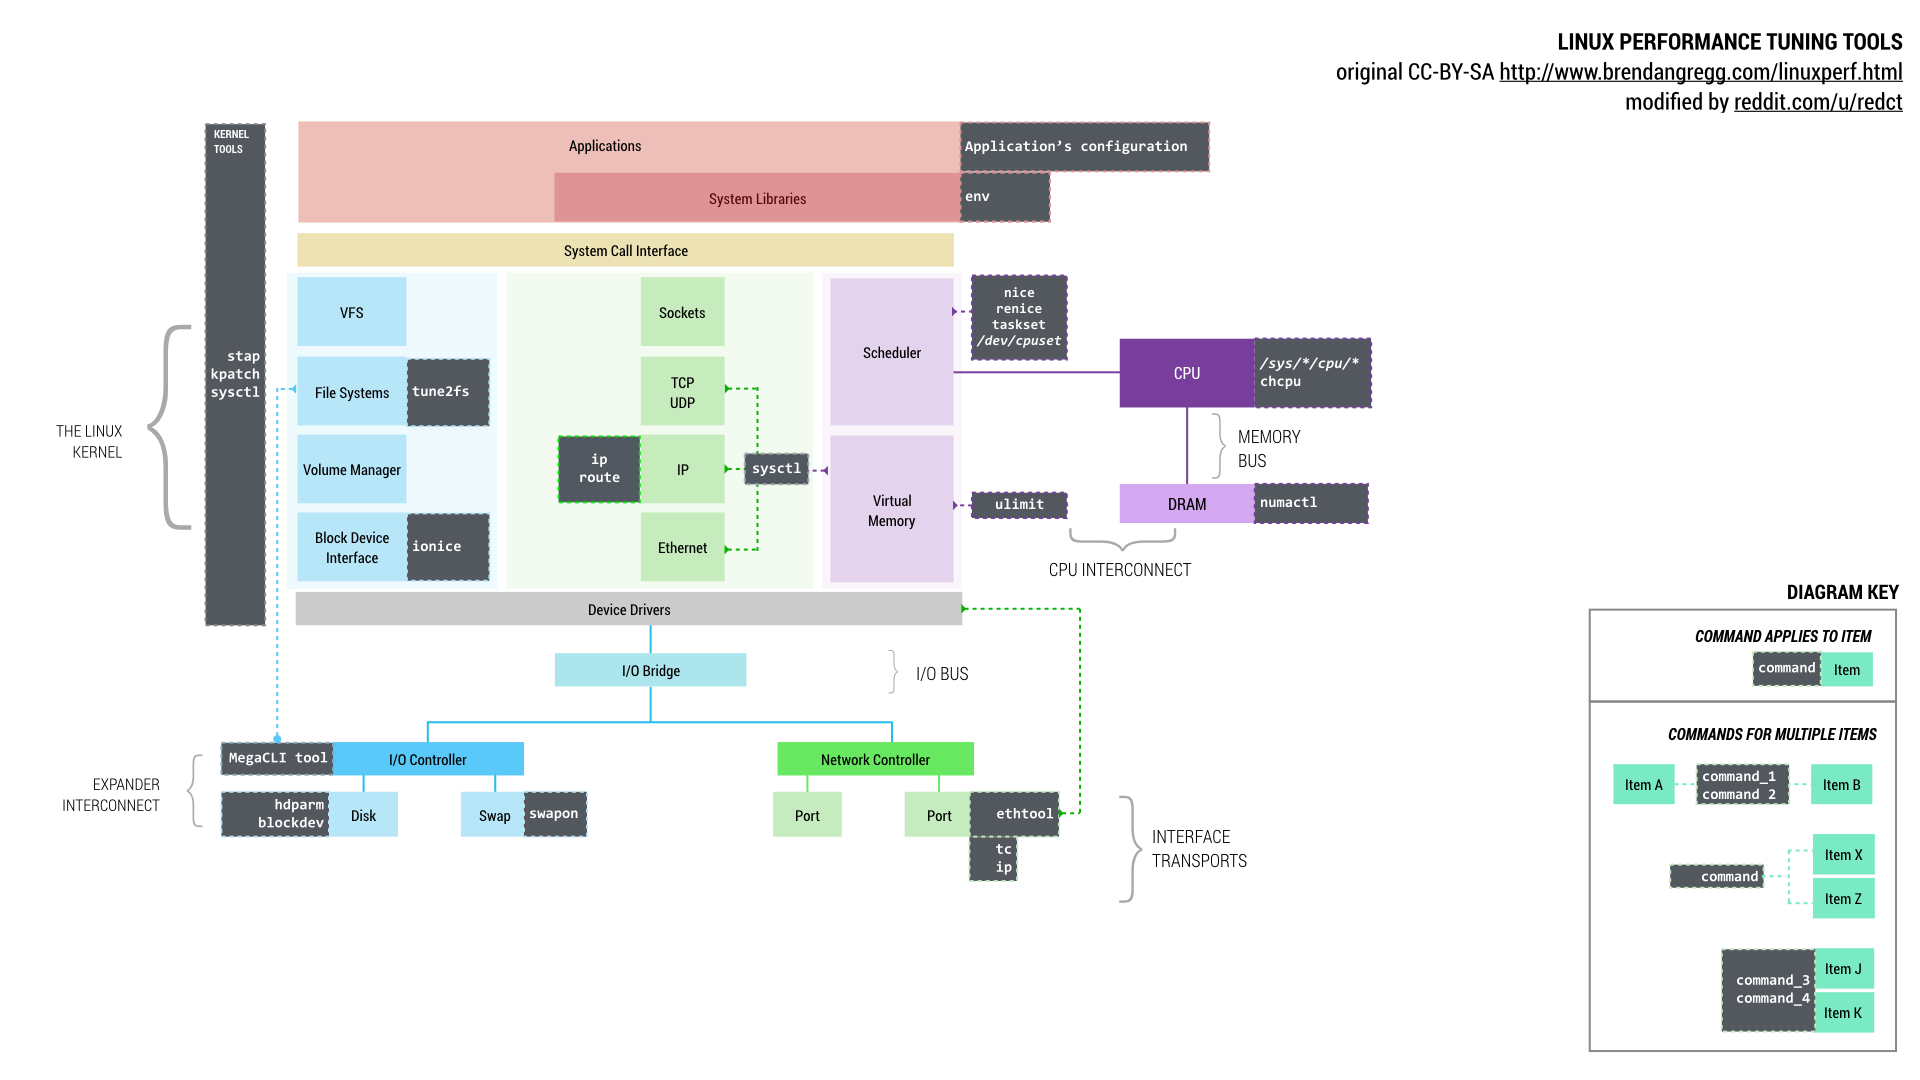 LINUX PERFORMANCE TUNING TOOLS
original CC-BY-SA http://www.brendangregg.com/linuxperf.html
modified by reddit.com/u/redct
KERNEL
TOOLS
stap
kpatch
sysctl
THE LINUX
KERNEL
Applications
Application’s configuration
System Libraries
env
System Call Interface
VFS
File Systems
tune2fs
Volume Manager
Block Device
Interface
ionice
Sockets
TCP
UDP
ip
route
IP
sysctl
Ethernet
Scheduler
nice
renice
taskset
/dev/cpuset
Virtual
Memory
ulimit
CPU
/sys/*/cpu/*
chcpu
MEMORY
BUS
DRAM
numactl
CPU INTERCONNECT
Device Drivers
I/O Bridge
I/O BUS
MegaCLI tool
I/O Controller
Network Controller
EXPANDER
INTERCONNECT
hdparm
blockdev
Disk
Swap
swapon
Port
Port
ethtool
tc
ip
INTERFACE
TRANSPORTS
DIAGRAM KEY
COMMAND APPLIES TO ITEM
command
Item
COMMANDS FOR MULTIPLE ITEMS
Item A
command_1
command 2
Item B
command
Item X
Item Z
command_3
command_4
Item J
Item K